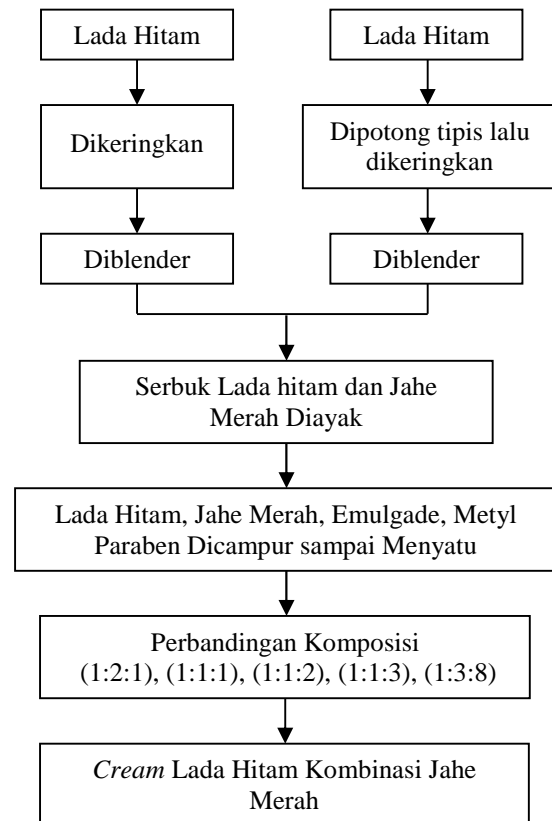 Lada Hitam
Lada Hitam
Dikeringkan
Dipotong tipis lalu
dikeringkan
Diblender
Diblender
Serbuk Lada hitam dan Jahe
Merah Diayak
Lada Hitam, Jahe Merah, Emulgade, Metyl
Paraben Dicampur sampai Menyatu
Perbandingan Komposisi
(1:2:1), (1:1:1), (1:1:2), (1:1:3), (1:3:8)
Cream Lada Hitam Kombinasi Jahe
Merah